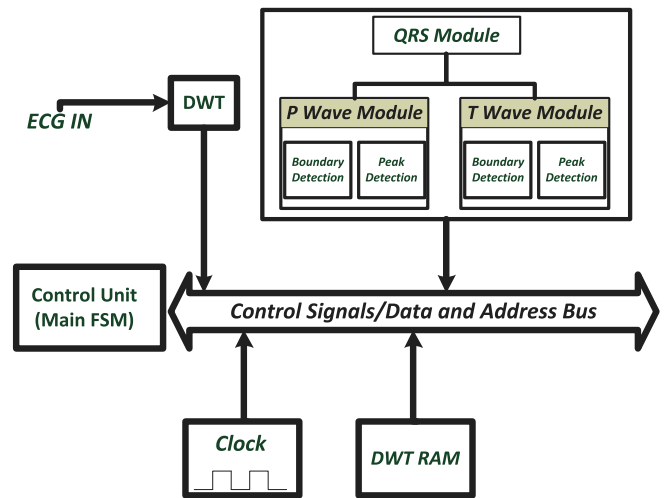 QRS Module
DWT
ECG IN
P Wave Module
T Wave Module
Boundary
Detection
Peak
Detection
Boundary
Detection
Peak
Detection
Control Unit
(Main FSM)
Control Signals/Data and Address Bus
Clock
DWT RAM